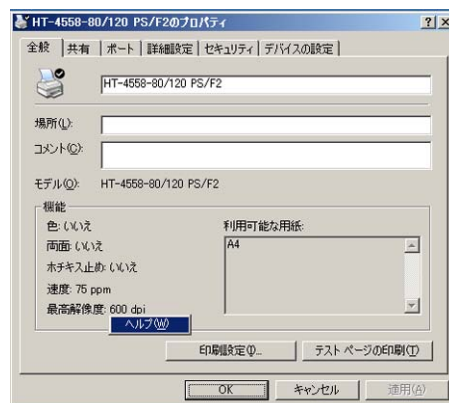 HT-4558-80/120 PS/F2のプロパティ
全般 共有 ポート 詳細設定 セキュリティ デバイスの設定
HT-4558-80/120 PS/F2
場所(L):
コメント(C):
モデル(O): HT-4558-80/120 PS/F2
機能
色: いいえ
両面: いいえ
ホチキス止め: いいえ
速度: 75 ppm
最高解像度: 600 dpi
利用可能な用紙:
A4
ヘルプ(W)
印刷設定(I)... テスト ページの印刷(T)
OK キャンセル 適用(A)